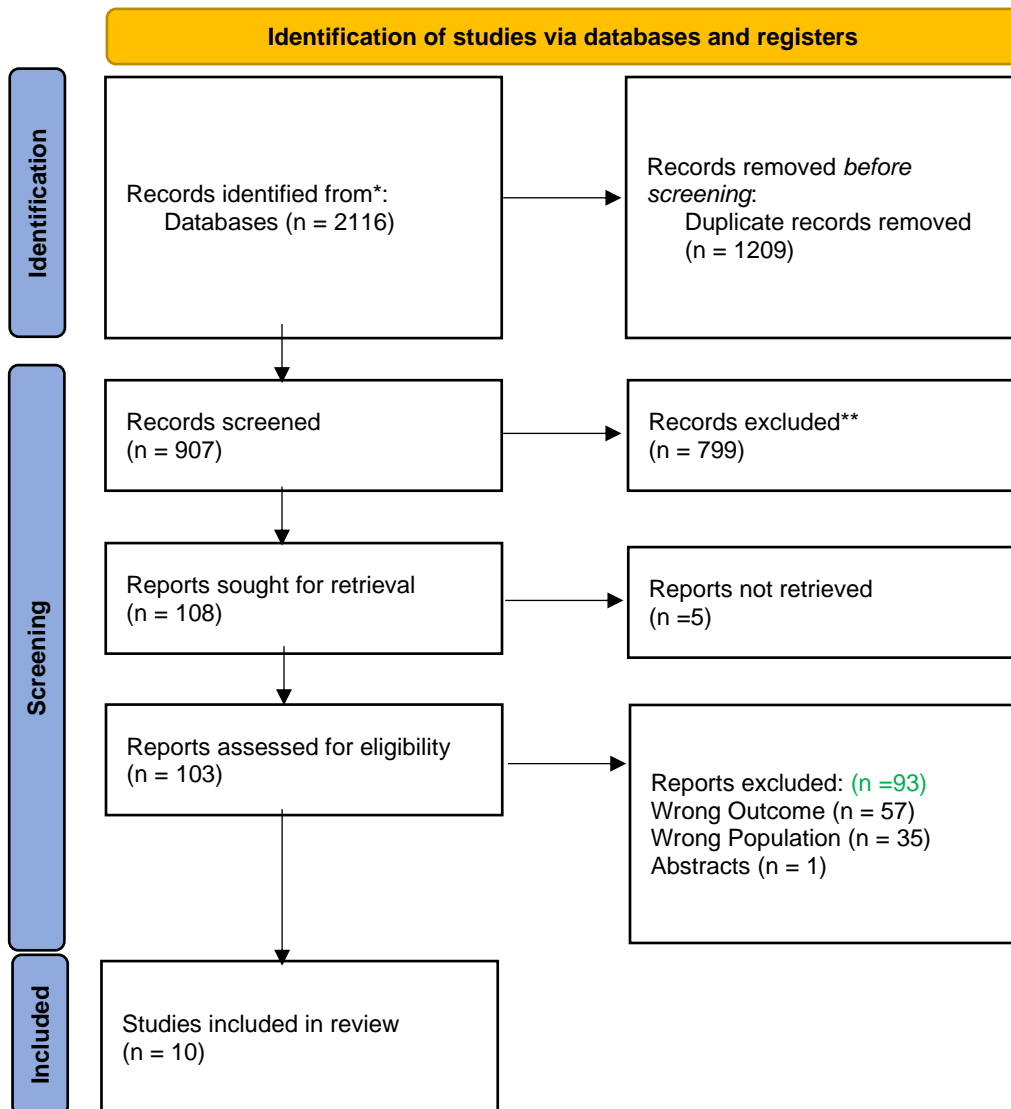 Identification of studies via databases and registers
Identification
Records identified from*:
Databases (n = 2116)
Records removed before
screening:
Duplicate records removed
(n = 1209)
Screening
Records screened
(n = 907)
Records excluded**
(n = 799)
Reports sought for retrieval
(n = 108)
Reports not retrieved
(n =5)
Reports assessed for eligibility
(n = 103)
Reports excluded: (n =93)
Wrong Outcome (n = 57)
Wrong Population (n = 35)
Abstracts (n = 1)
Included
Studies included in review
(n = 10)